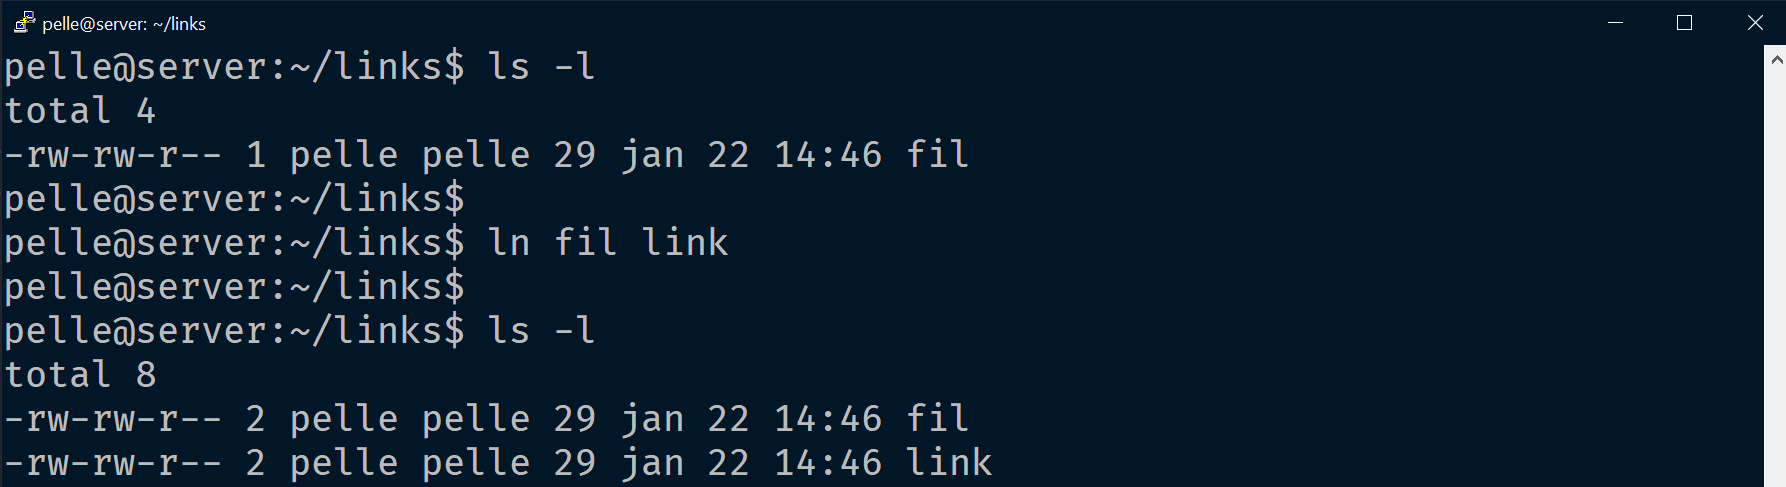 pelle@server: ~/links
pelle@server:~/links$ ls -l
total 4
-rw-rw-r-- 1 pelle pelle 29 jan 22 14:46 fil
pelle@server:~/links$
pelle@server:~/links$ ln fil link
pelle@server:~/links$
pelle@server:~/links$ ls -l
total 8
-rw-rw-r-- 2 pelle pelle 29 jan 22 14:46 fil
-rw-rw-r-- 2 pelle pelle 29 jan 22 14:46 link